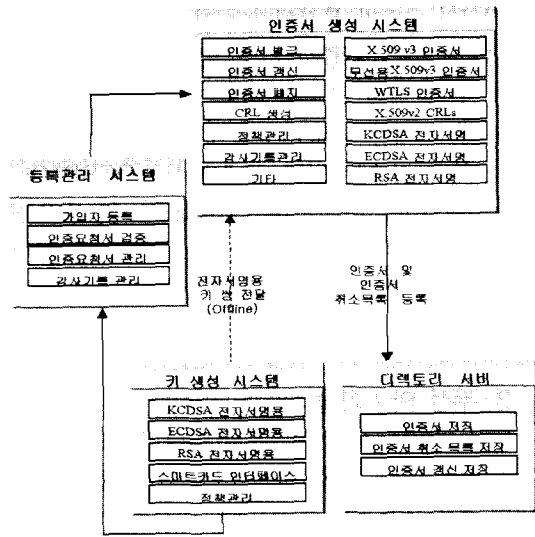 인증서 생성 시스템
인증서 발급
인증서 갱신
인증서 폐지
CRL 생성
정책관리
감사기록관리
기타
X.509 v3 인증서
무선용X.509v3 인증서
WTLS 인증서
X.509v2 CRLs
KCDSA 전자서명
ECDSA 전자서명
RSA 전자서명
등록관리 시스템
가입자 등록
인증요청서 검증
인증요청서 관리
감사기록 관리
전자서명용
키 쌍 전달
(Offline)
인증서 및
인증서
취소목록 등록
키 생성 시스템
KCDSA 전자서명용
ECDSA 전자서명용
RSA 전자서명용
스마트카드 인터페이스
정책관리
디렉토리 서버
인증서 저장
인증서 취소 목록 저장
인증서 갱신 저장